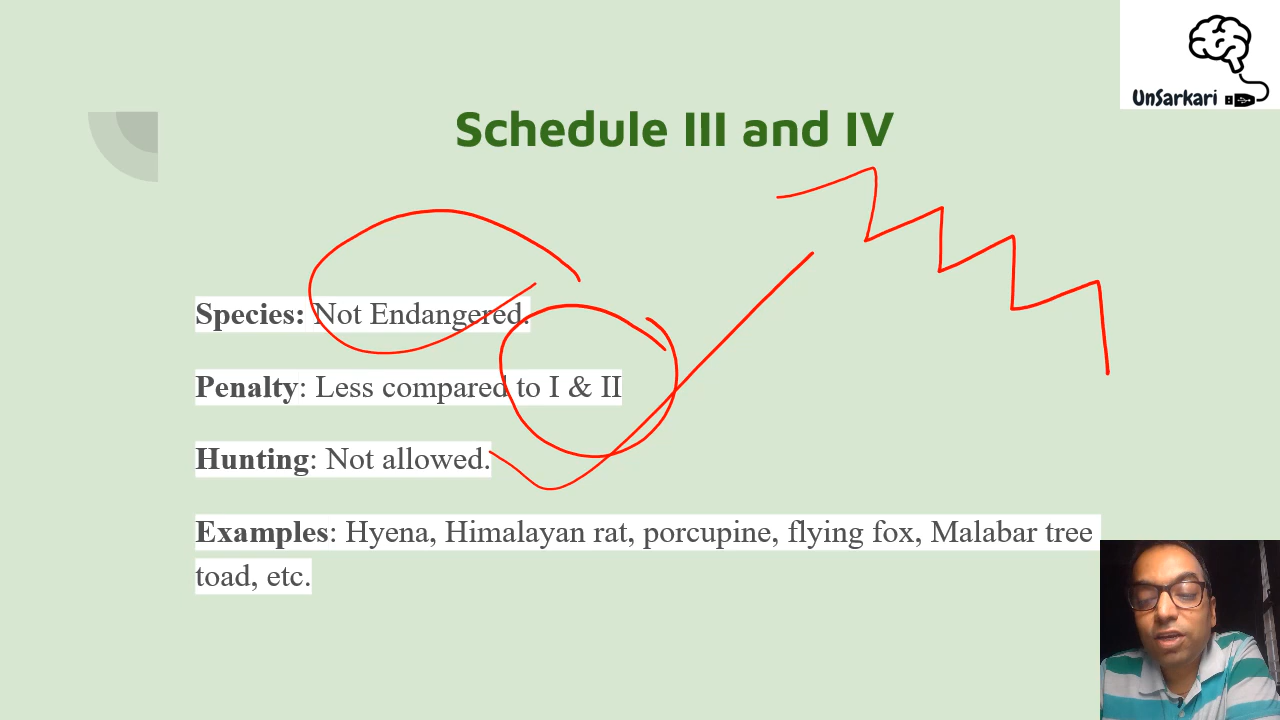 UnSarkari
Schedule III and IV
Species: Not Endangered.
Penalty: Less compared to I & II
Hunting: Not allowed.
Examples: Hyena, Himalayan rat, porcupine, flying fox, Malabar tree
toad, etc.